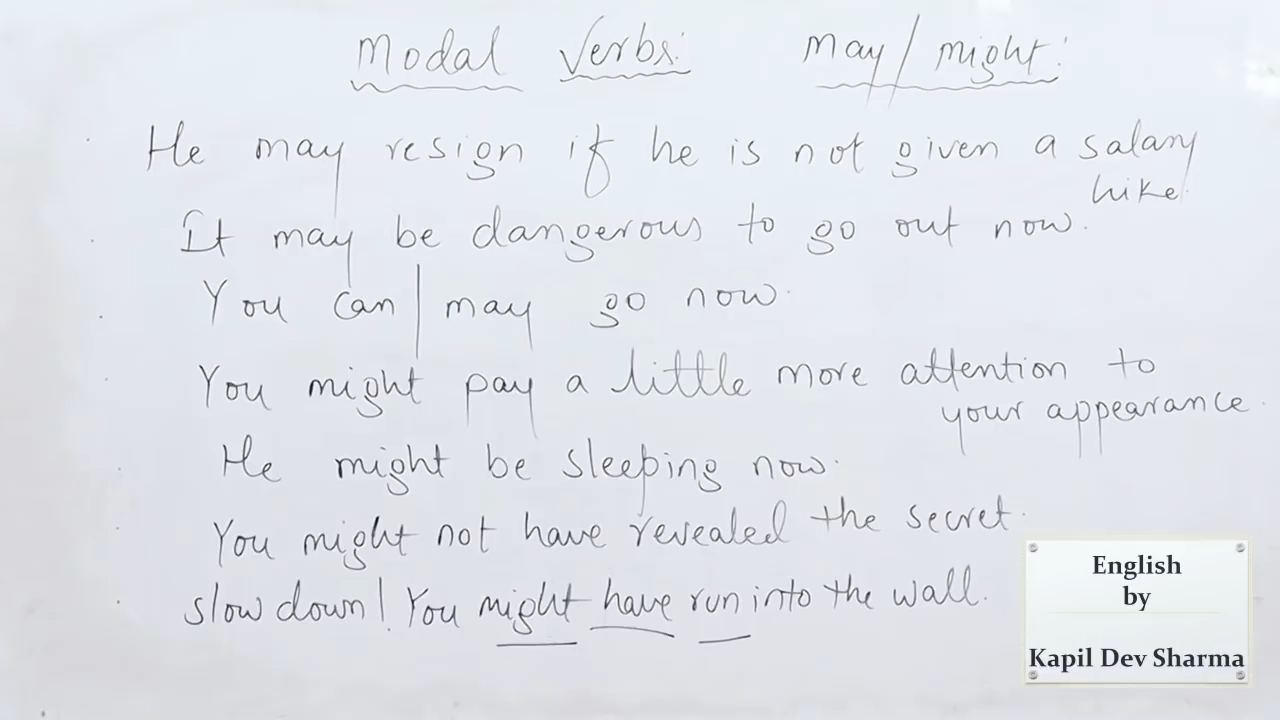 Modal Verbs: May/might:
He may resign if he is not given a salary
hike.
It may be dangerous to go out now.
You can/may go now.
You might pay a little more attention to
your appearance.
He might be sleeping now.
You might not have revealed the secret.
slow down! You might have run into the wall.
English
by
Kapil Dev Sharma